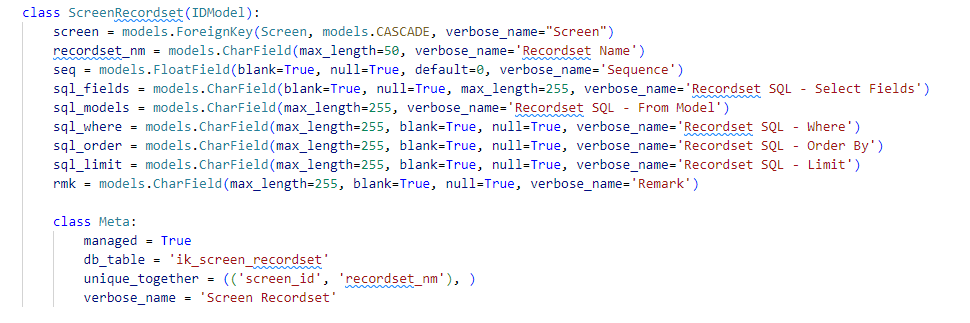 class ScreenRecordset(IDModel):
    screen = models.ForeignKey(Screen, models.CASCADE, verbose_name="Screen")
    recordset_nm = models.CharField(max_length=50, verbose_name='Recordset Name')
    seq = models.FloatField(blank=True, null=True, default=0, verbose_name='Sequence')
    sql_fields = models.CharField(blank=True, null=True, max_length=255, verbose_name='Recordset SQL - Select Fields')
    sql_models = models.CharField(max_length=255, verbose_name='Recordset SQL - From Model')
    sql_where = models.CharField(max_length=255, blank=True, null=True, verbose_name='Recordset SQL - Where')
    sql_order = models.CharField(max_length=255, blank=True, null=True, verbose_name='Recordset SQL - Order By')
    sql_limit = models.CharField(max_length=255, blank=True, null=True, verbose_name='Recordset SQL - Limit')
    rmk = models.CharField(max_length=255, blank=True, null=True, verbose_name='Remark')
    class Meta:
        managed = True
        db_table = 'ik_screen_recordset'
        unique_together = (('screen_id', 'recordset_nm'), )
        verbose_name = 'Screen Recordset'